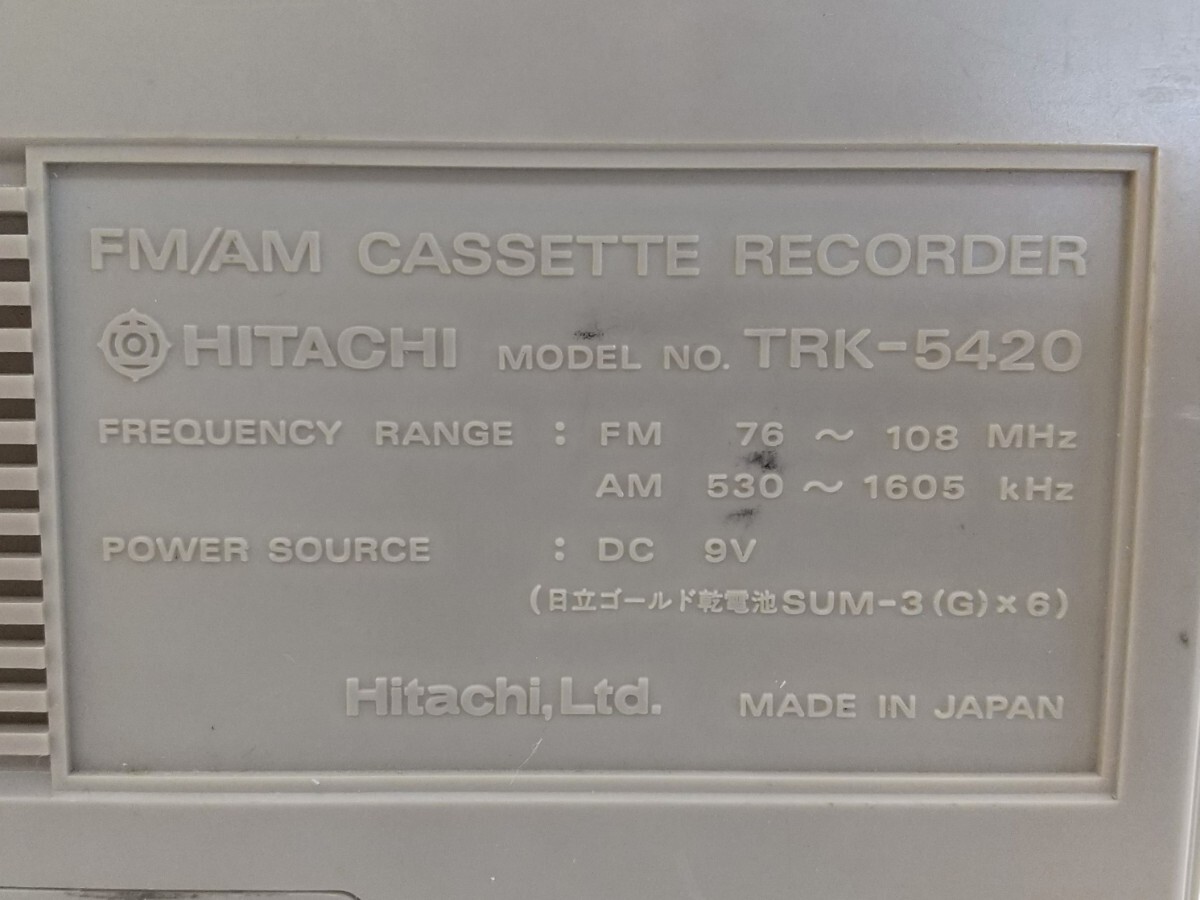 FM/AM CASSETTE RECORDER
HITACHI MODEL NO. TRK-5420
FREQUENCY RANGE : FM 76 ~ 108 MHz
AM 530 ~ 1605 kHz
POWER SOURCE : DC 9V
(日立ゴールド乾電池SUM-3(G)×6)
Hitachi, Ltd. MADE IN JAPAN